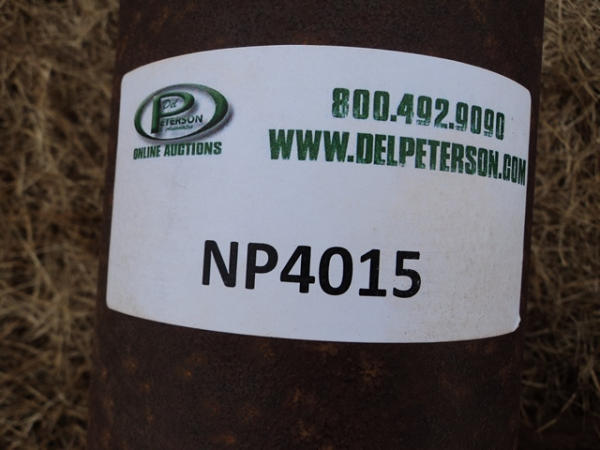 Del
PETERSON
ONLINE AUCTIONS
800.492.9090
WWW.DELPETERSON.COM
NP4015